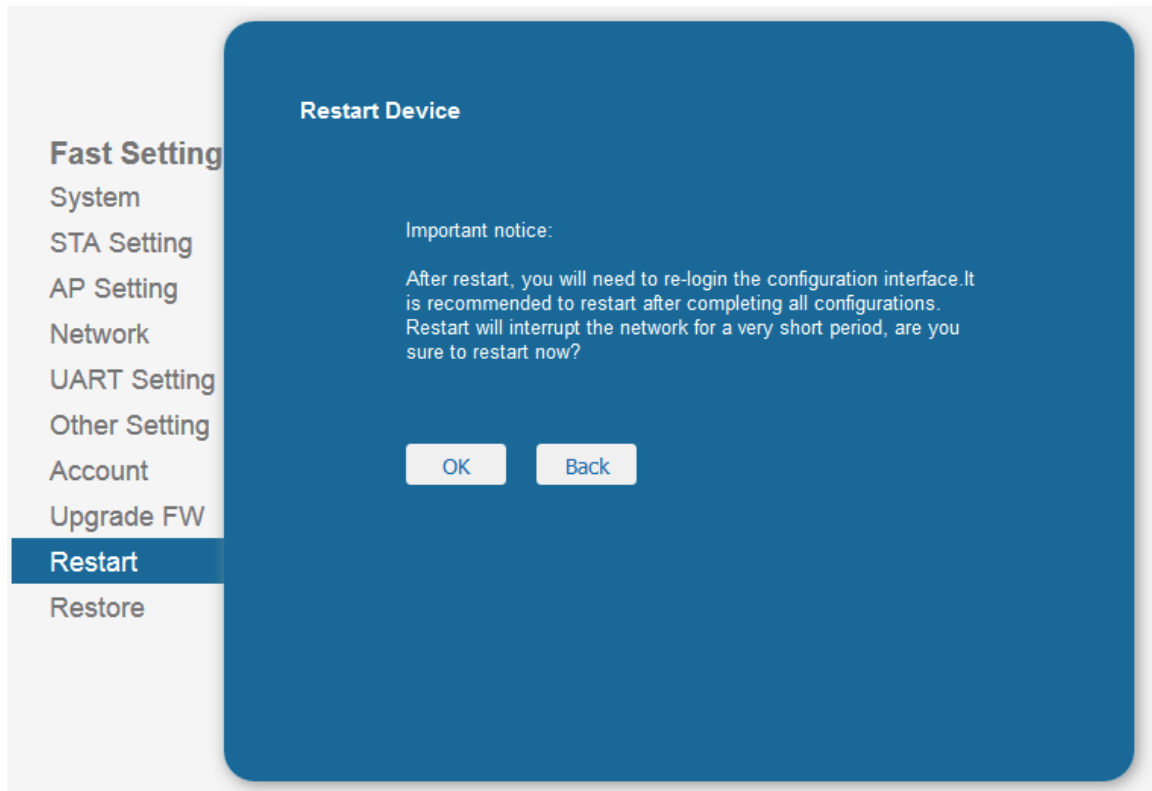 Fast Setting
System
STA Setting
AP Setting
Network
UART Setting
Other Setting
Account
Upgrade FW
Restart
Restore
Restart Device
Important notice:
After restart, you will need to re-login the configuration interface.It
is recommended to restart after completing all configurations.
Restart will interrupt the network for a very short period, are you
sure to restart now?
OK
Back